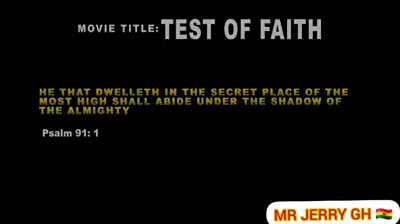 MOVIE TITLE: TEST OF FAITH
HE THAT DWELLETH IN THE SECRET PLACE OF THE
MOST HIGH SHALL ABIDE UNDER THE SHADOW OF
THE ALMIGHTY
Psalm 91: 1
MR JERRY GH 🇬🇭